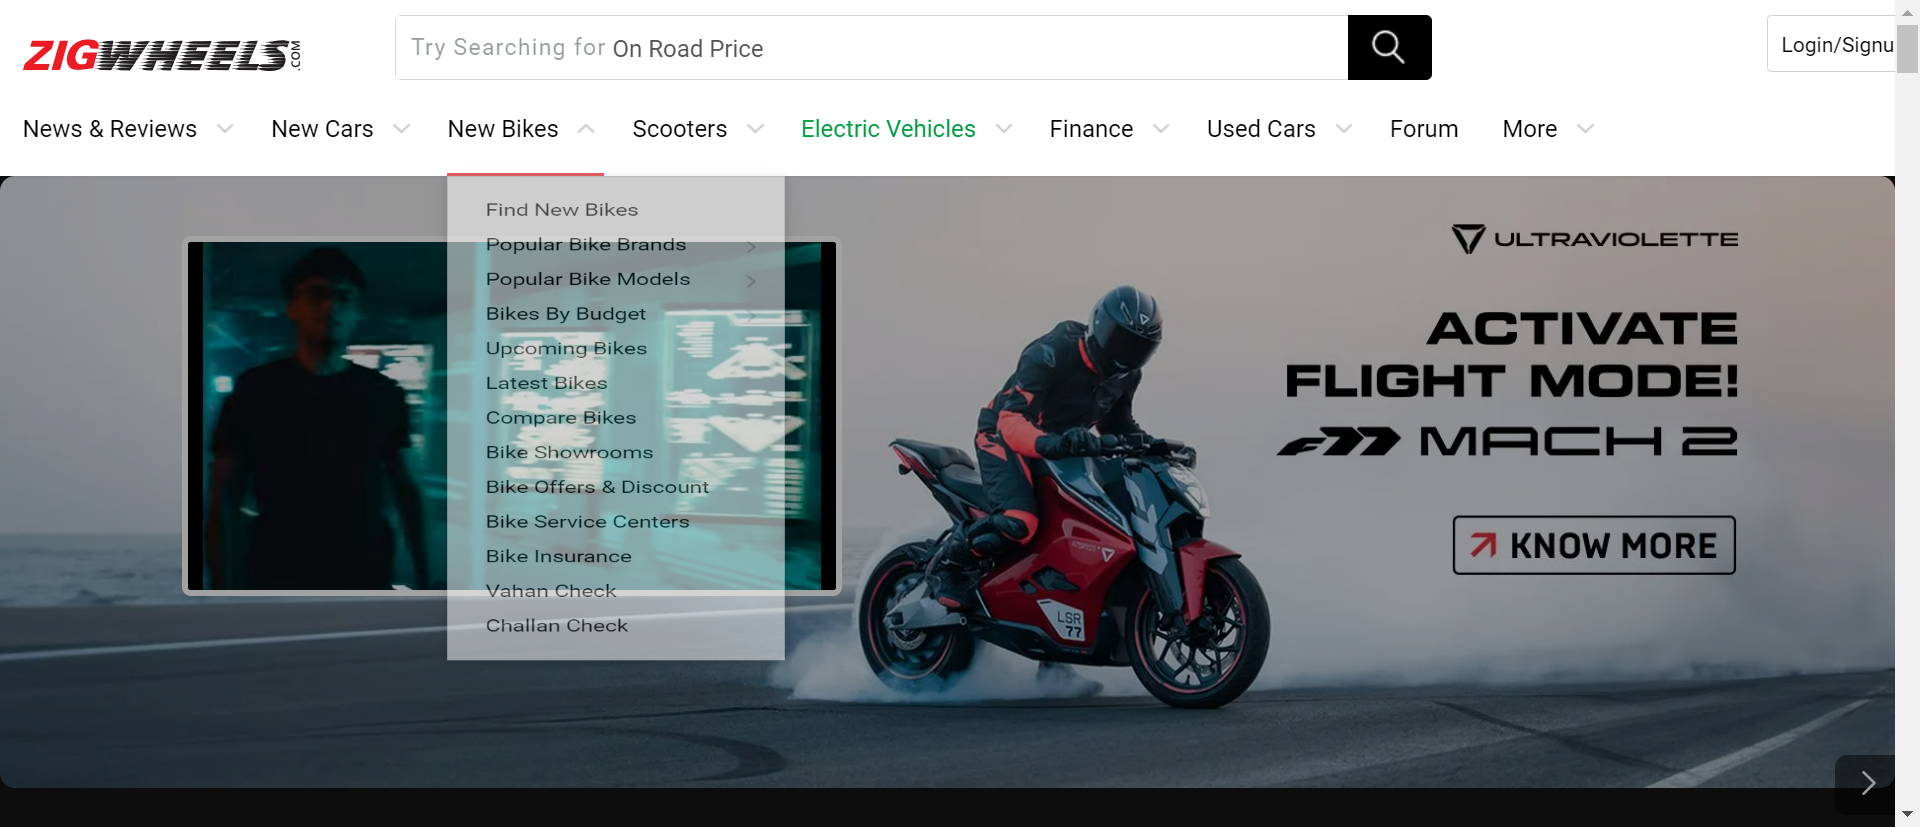 ZIGWHEELS.COM
Try Searching for On Road Price
Login/Signu
News & Reviews
New Cars
New Bikes
Scooters
Electric Vehicles
Finance
Used Cars
Forum
More
Find New Bikes
Popular Bike Brands
Popular Bike Models
Bikes By Budget
Upcoming Bikes
Latest Bikes
Compare Bikes
Bike Showrooms
Bike Offers & Discount
Bike Service Centers
Bike Insurance
Vahan Check
Challan Check
ULTRAVIOLETTE
ACTIVATE
FLIGHT MODE!
F77 MACH 2
KNOW MORE
LSR
77